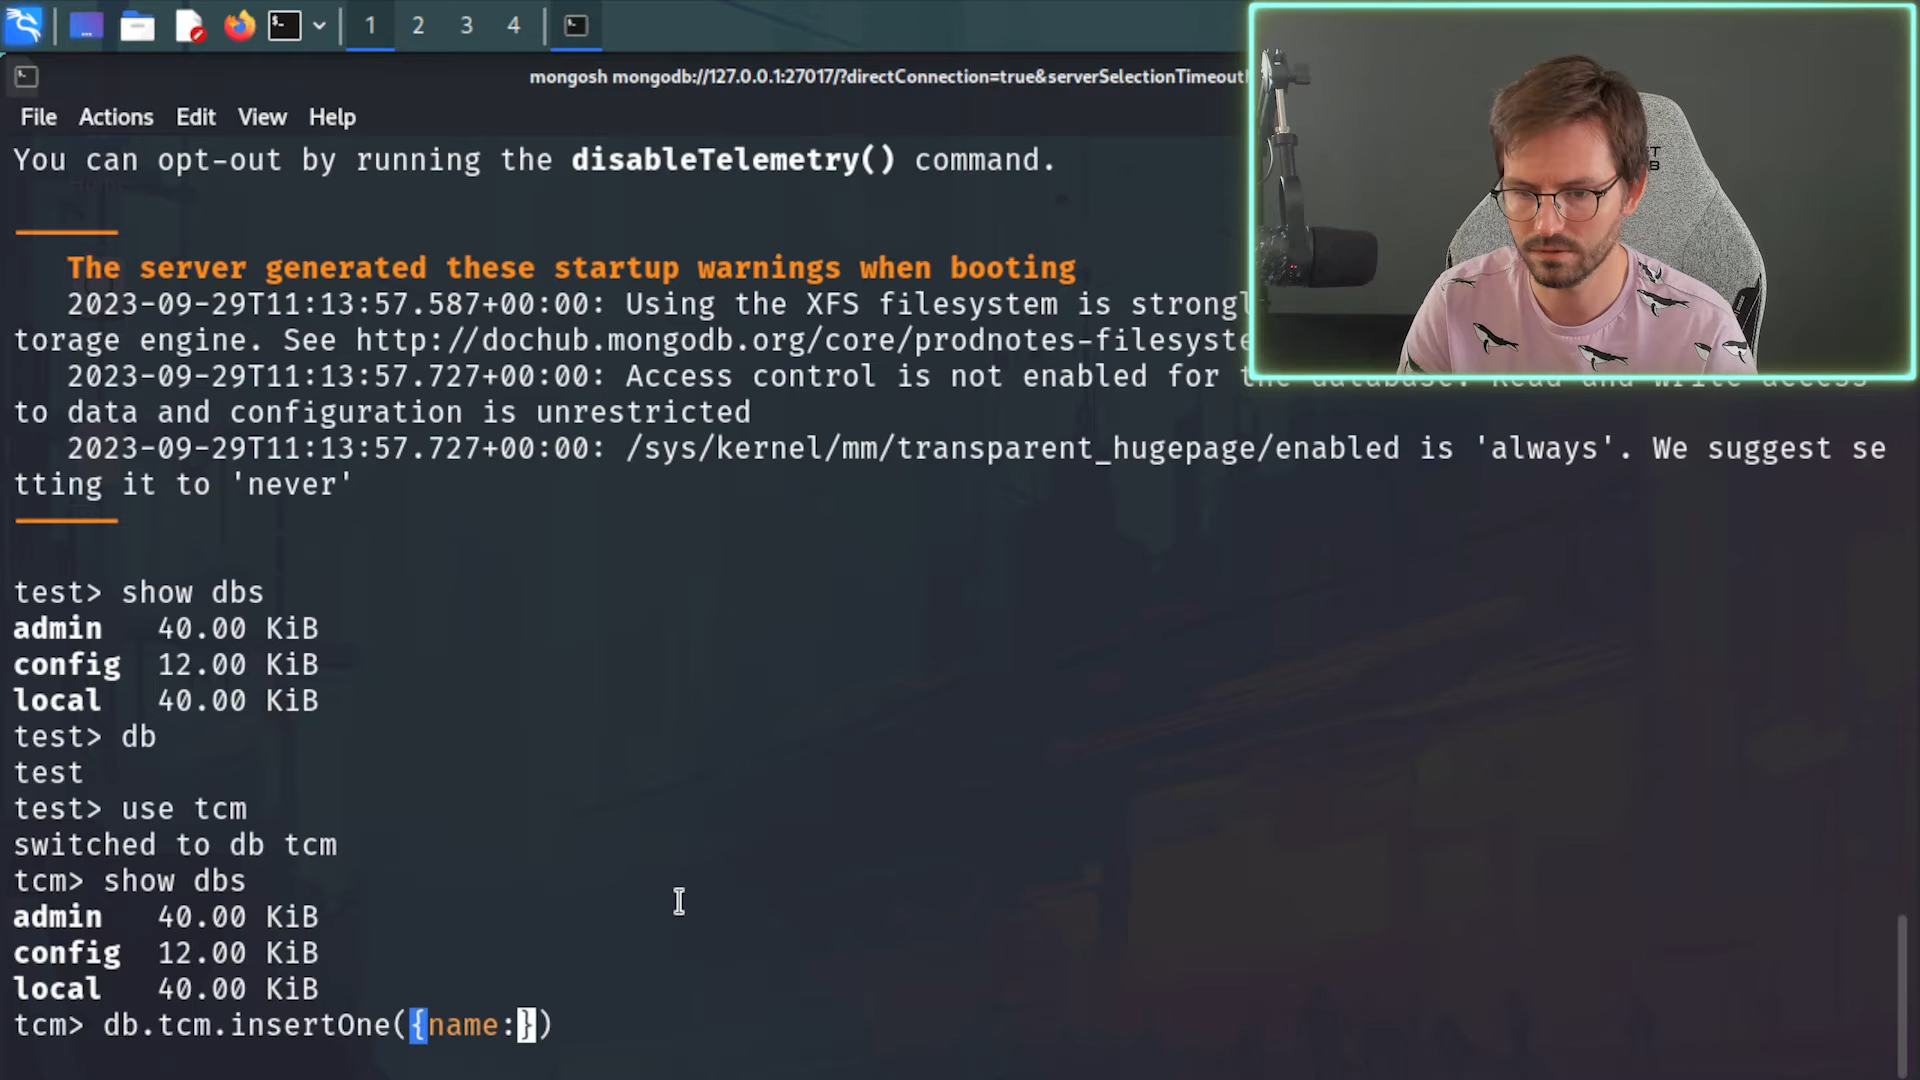 1 2 3 4
mongosh mongodb://127.0.0.1:27017/?directConnection=true&serverSelectionTimeout
File Actions Edit View Help
You can opt-out by running the disableTelemetry() command.
The server generated these startup warnings when booting
2023-09-29T11:13:57.587+00:00: Using the XFS filesystem is strongl
torage engine. See http://dochub.mongodb.org/core/prodnotes-filesyste
2023-09-29T11:13:57.727+00:00: Access control is not enabled for the database. Read and write access
to data and configuration is unrestricted
2023-09-29T11:13:57.727+00:00: /sys/kernel/mm/transparent_hugepage/enabled is 'always'. We suggest se
tting it to 'never'
test> show dbs
admin 40.00 KiB
config 12.00 KiB
local 40.00 KiB
test> db
test
test> use tcm
switched to db tcm
tcm> show dbs
admin 40.00 KiB
config 12.00 KiB
local 40.00 KiB
tcm> db.tcm.insertOne({name:})